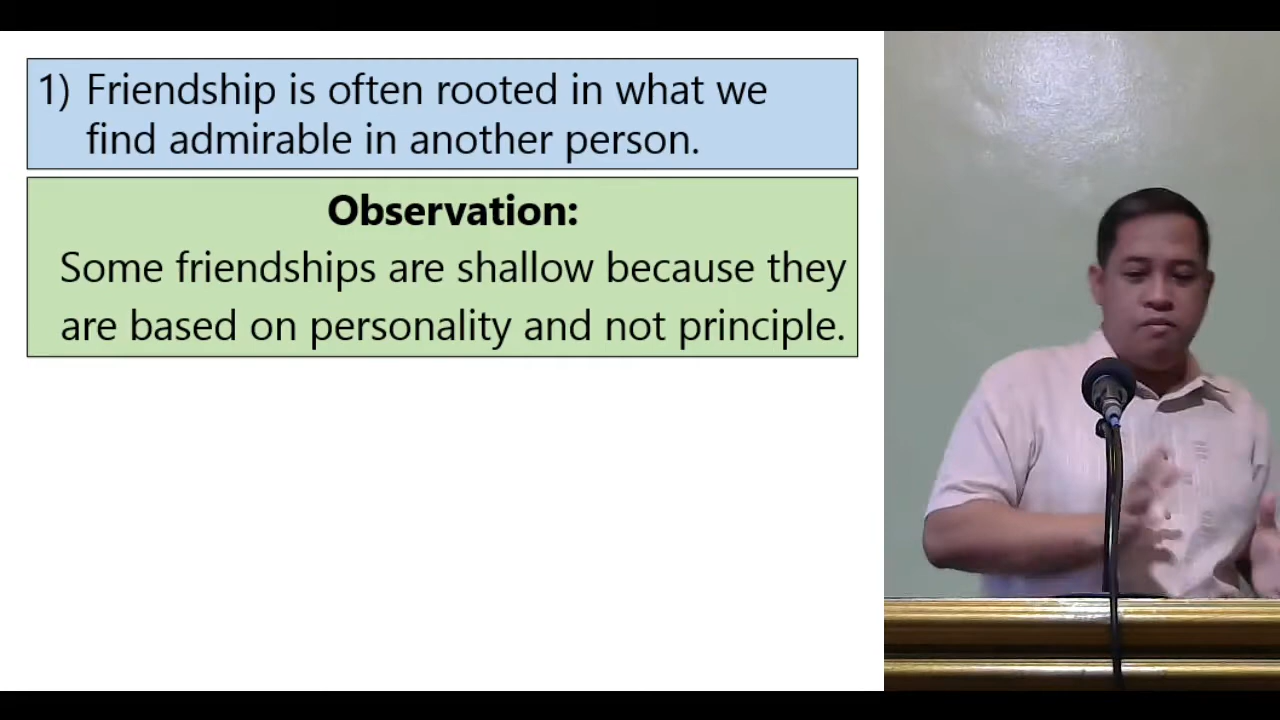 1) Friendship is often rooted in what we
find admirable in another person.
Observation:
Some friendships are shallow because they
are based on personality and not principle.